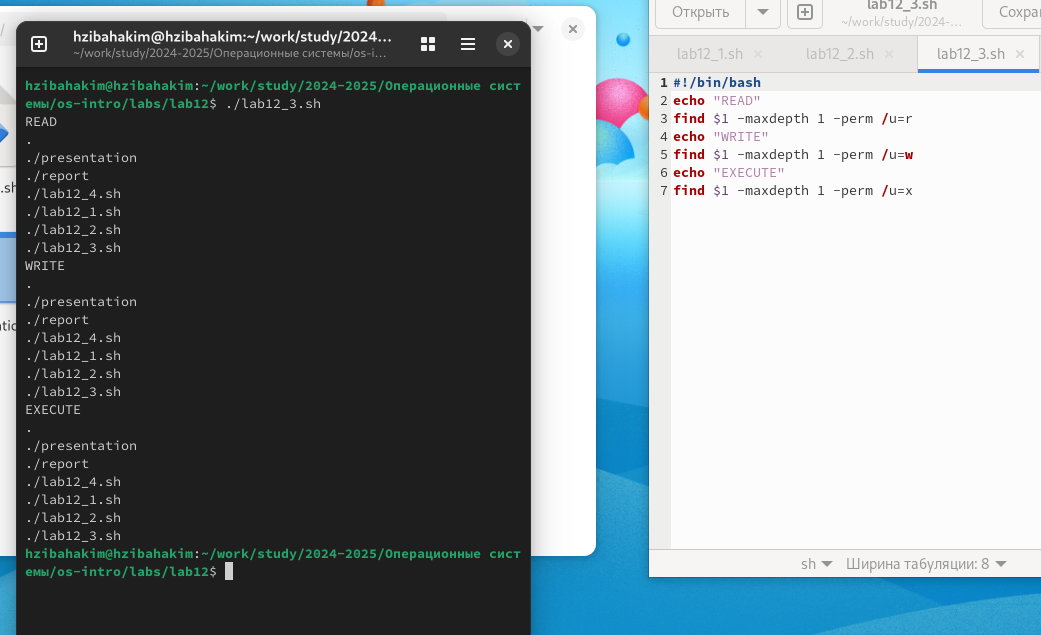 hzibahakim@hzibahakim:~/work/study/2024...
~/work/study/2024-2025/Операционные системы/os-i...
hzibahakim@hzibahakim:~/work/study/2024-2025/Операционные сист
емы/os-intro/labs/lab12$ ./lab12_3.sh
READ
.
./presentation
./report
./lab12_4.sh
./lab12_1.sh
./lab12_2.sh
./lab12_3.sh
WRITE
.
./presentation
./report
./lab12_4.sh
./lab12_1.sh
./lab12_2.sh
./lab12_3.sh
EXECUTE
.
./presentation
./report
./lab12_4.sh
./lab12_1.sh
./lab12_2.sh
./lab12_3.sh
hzibahakim@hzibahakim:~/work/study/2024-2025/Операционные сист
емы/os-intro/labs/lab12$
.sh
Открыть
lab12_3.sh
~/work/study/2024-...
lab12_1.sh
lab12_2.sh
lab12_3.sh
1 #!/bin/bash
2 echo "READ"
3 find $1 -maxdepth 1 -perm /u=r
4 echo "WRITE"
5 find $1 -maxdepth 1 -perm /u=w
6 echo "EXECUTE"
7 find $1 -maxdepth 1 -perm /u=x
sh
Ширина табуляции: 8